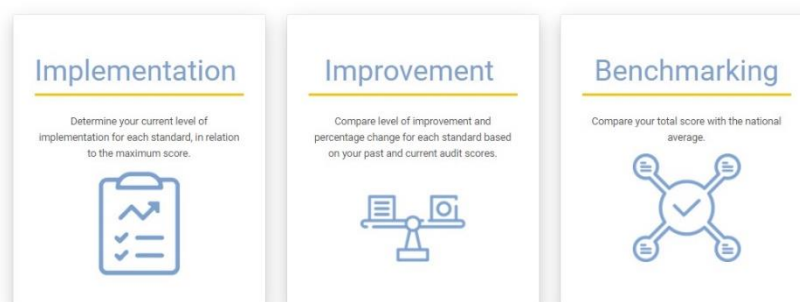 Implementation
Determine your current level of
implementation for each standard, in relation
to the maximum score.
Improvement
Compare level of improvement and
percentage change for each standard based
on your past and current audit scores.
Benchmarking
Compare your total score with the national
average.